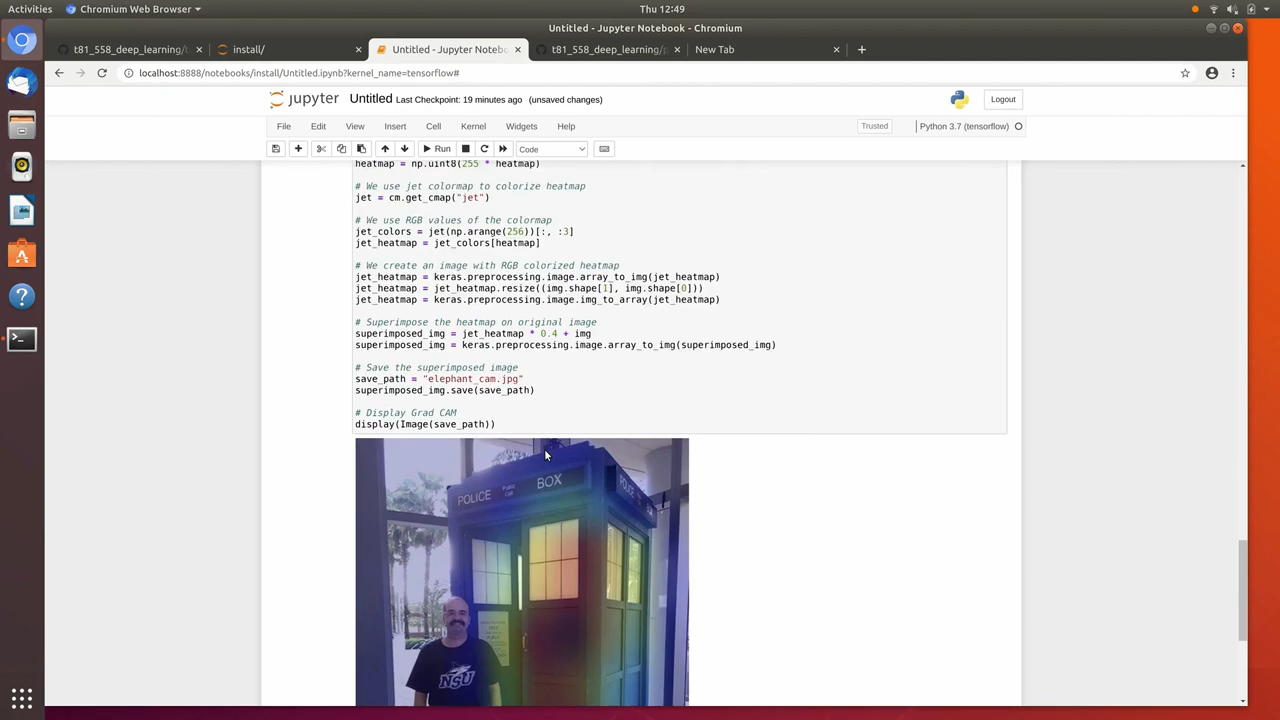 Activities
Chromium Web Browser
Thu 12:49
Untitled - Jupyter Notebook - Chromium
t81_558_deep_learning/t
install/
Untitled - Jupyter Notebo
t81_558_deep_learning/
New Tab
localhost:8888/notebooks/install/Untitled.ipynb?kernel_name=tensorflow#
jupyter
Untitled
Last Checkpoint: 19 minutes ago
(unsaved changes)
Logout
File
Edit
View
Insert
Cell
Kernel
Widgets
Help
Trusted
Python 3.7 (tensorflow)
Run
Code
heatmap = np.uint8(255 * heatmap)
# We use jet colormap to colorize heatmap
jet = cm.get_cmap("jet")
# We use RGB values of the colormap
jet_colors = jet(np.arange(256))[:, :3]
jet_heatmap = jet_colors[heatmap]
# We create an image with RGB colorized heatmap
jet_heatmap = keras.preprocessing.image.array_to_img(jet_heatmap)
jet_heatmap = jet_heatmap.resize((img.shape[1], img.shape[0]))
jet_heatmap = keras.preprocessing.image.img_to_array(jet_heatmap)
# Superimpose the heatmap on original image
superimposed_img = jet_heatmap * 0.4 + img
superimposed_img = keras.preprocessing.image.array_to_img(superimposed_img)
# Save the superimposed image
save_path = "elephant_cam.jpg"
superimposed_img.save(save_path)
# Display Grad CAM
display(Image(save_path))
POLICE
Public
Call
BOX
POLICE
NSU